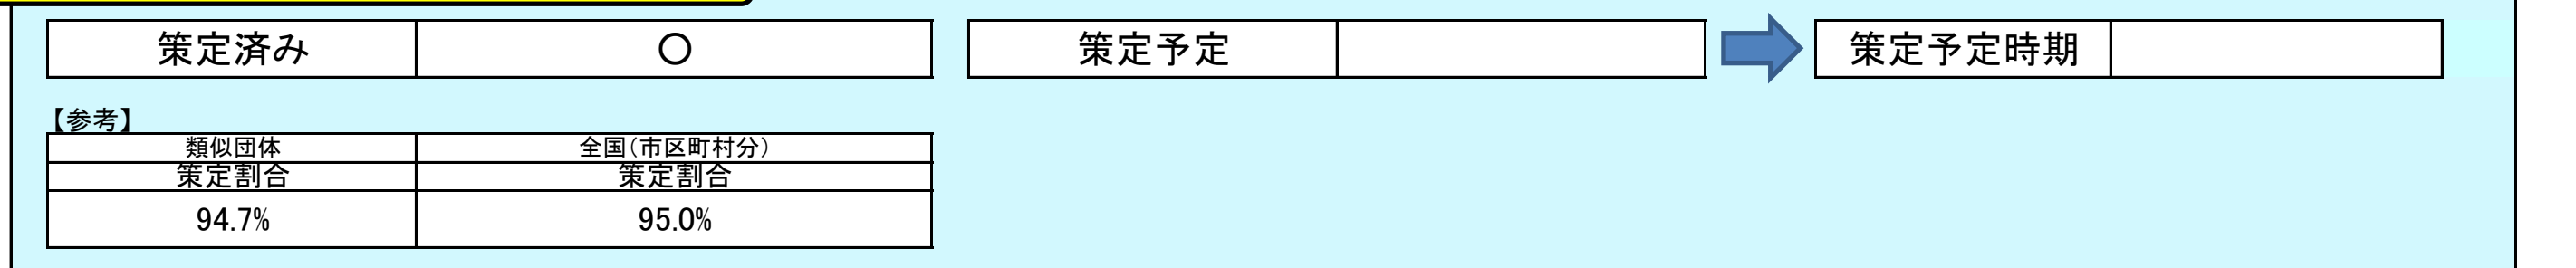 策定済み ○ 策定予定 策定予定時期
【参考】
類似団体 全国(市区町村分)
策定割合 策定割合
94.7% 95.0%